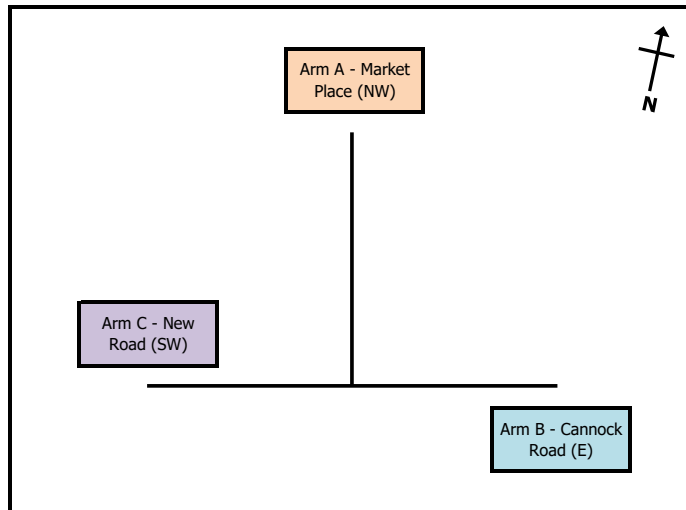 Arm A - Market
Place (NW)
N
Arm C - New
Road (SW)
Arm B - Cannock
Road (E)